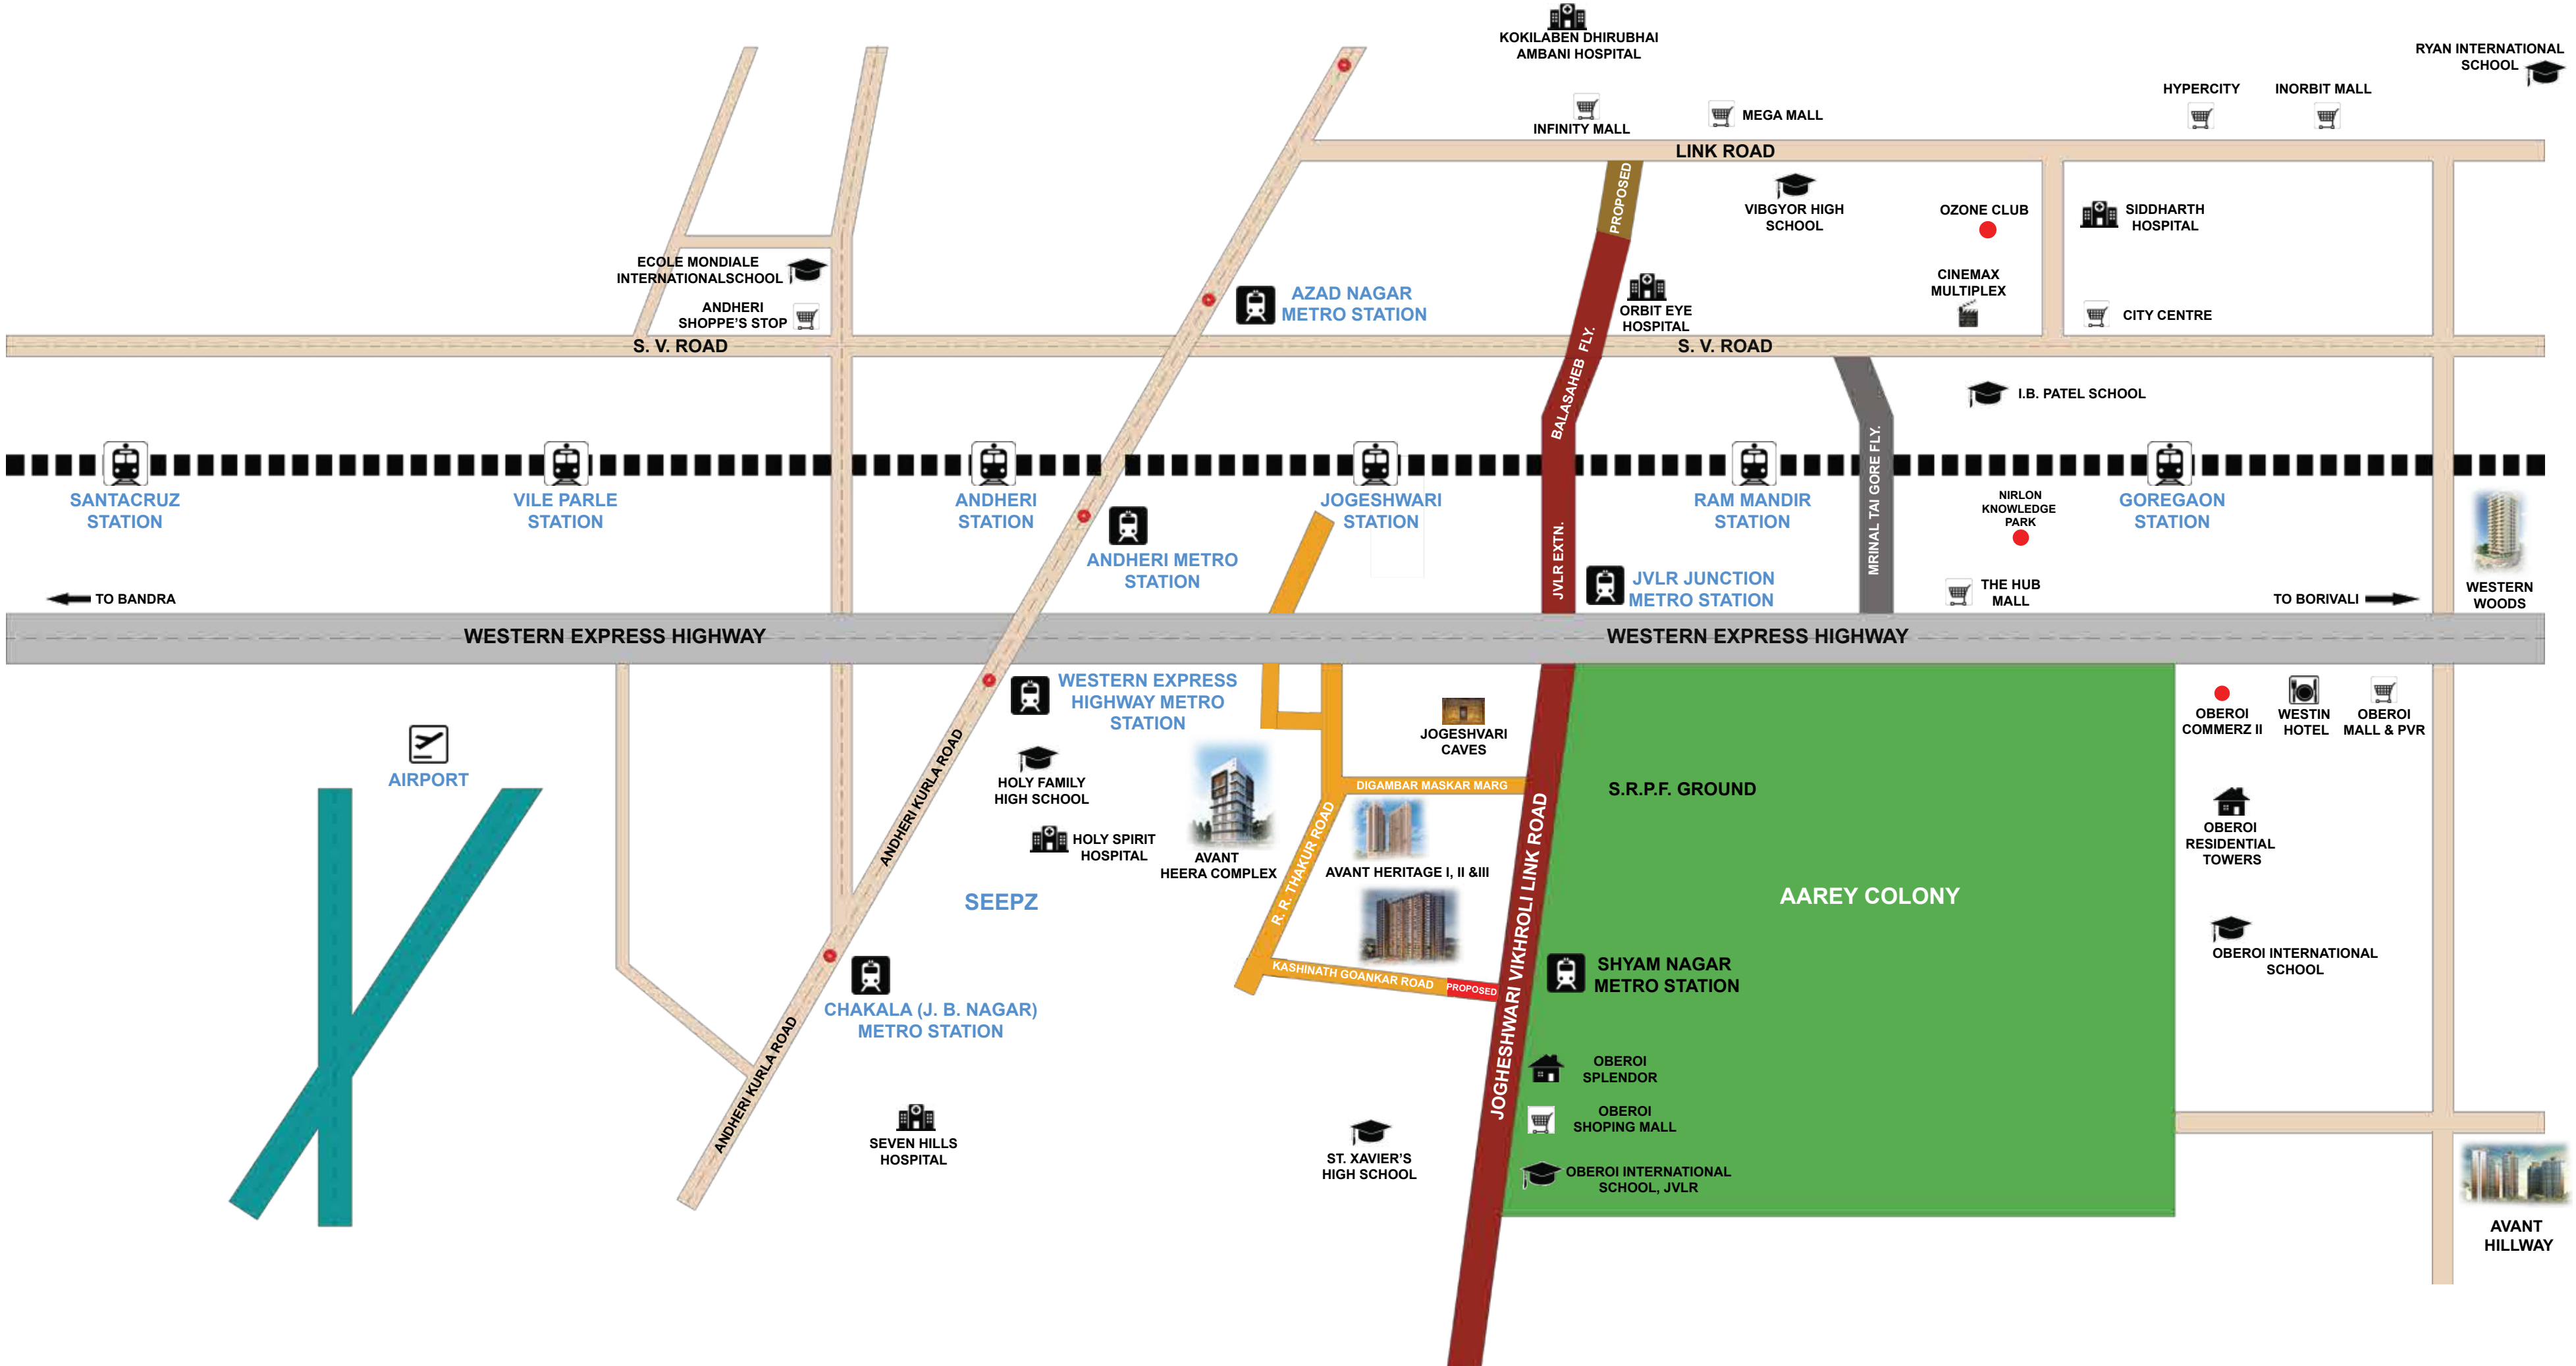 KOKILABEN DHIRUBHAI
AMBANI HOSPITAL
RYAN INTERNATIONAL
SCHOOL
HYPERCITY
INORBIT MALL
INFINITY MALL
MEGA MALL
LINK ROAD
PROPOSED
VIBGYOR HIGH
SCHOOL
OZONE CLUB
SIDDHARTH
HOSPITAL
ECOLE MONDIALE
INTERNATIONALSCHOOL
ANDHERI
SHOPPE'S STOP
AZAD NAGAR
METRO STATION
ORBIT EYE
HOSPITAL
CINEMAX
MULTIPLEX
CITY CENTRE
S. V. ROAD
S. V. ROAD
BALASAHEB FLY.
I.B. PATEL SCHOOL
SANTACRUZ
STATION
VILE PARLE
STATION
ANDHERI
STATION
JOGESHWARI
STATION
RAM MANDIR
STATION
MRINAL TAI GORE FLY.
NIRLON
KNOWLEDGE
PARK
GOREGAON
STATION
ANDHERI METRO
STATION
JVLR EXTN.
JVLR JUNCTION
METRO STATION
THE HUB
MALL
WESTERN
WOODS
TO BANDRA
TO BORIVALI
WESTERN EXPRESS HIGHWAY
WESTERN EXPRESS HIGHWAY
WESTERN EXPRESS
HIGHWAY METRO
STATION
JOGESHVARI
CAVES
OBEROI
COMMERZ II
WESTIN
HOTEL
OBEROI
MALL & PVR
AIRPORT
ANDHERI KURLA ROAD
HOLY FAMILY
HIGH SCHOOL
DIGAMBAR MASKAR MARG
S.R.P.F. GROUND
HOLY SPIRIT
HOSPITAL
AVANT
HEERA COMPLEX
R. R. THAKUR ROAD
AVANT HERITAGE I, II &III
JOGHESHWARI VIKHROLI LINK ROAD
OBEROI
RESIDENTIAL
TOWERS
SEEPZ
AAREY COLONY
KASHINATH GOANKAR ROAD
PROPOSED
SHYAM NAGAR
METRO STATION
OBEROI INTERNATIONAL
SCHOOL
CHAKALA (J. B. NAGAR)
METRO STATION
ANDHERI KURLA ROAD
OBEROI
SPLENDOR
OBEROI
SHOPING MALL
SEVEN HILLS
HOSPITAL
ST. XAVIER'S
HIGH SCHOOL
OBEROI INTERNATIONAL
SCHOOL, JVLR
AVANT
HILLWAY